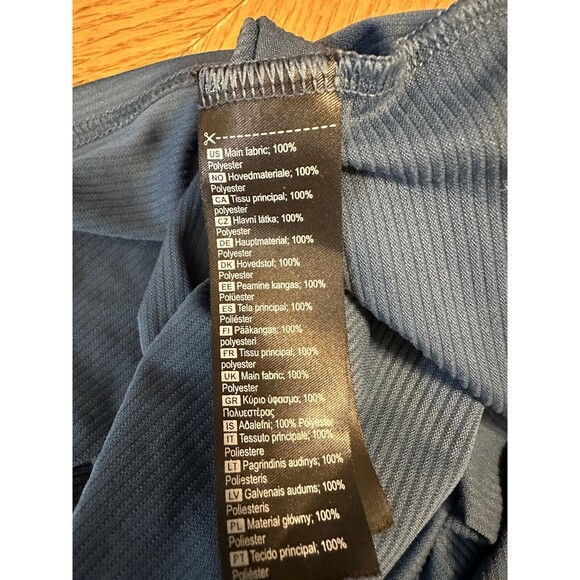 US Main fabric; 100%
Polyester
NO Hovedmateriale; 100%
Polyester
CA Tissu principal; 100%
polyester
CZ Hlavni látka; 100%
Polyester
DE Hauptmaterial; 100%
Polyester
DK Hovedstof; 100%
Polyester
EE Peamine kangas; 100%
Polüester
ES Tela principal; 100%
Poliéster
FI Pääkangas; 100%
polyesteri
FR Tissu principal; 100%
Polyester
UK Main fabric; 100%
Polyester
GR Κύριο ύφασμα; 100%
Πολυεστέρας
IS Aðalefni; 100% Pólýester
IT Tessuto principale; 100%
Poliestere
LT Pagrindinis audinys; 100%
Poliesteris
LV Galvenais audums; 100%
Poliesteris
PL Materiał główny; 100%
Poliester
PT Tecido principal; 100%
Poliéster